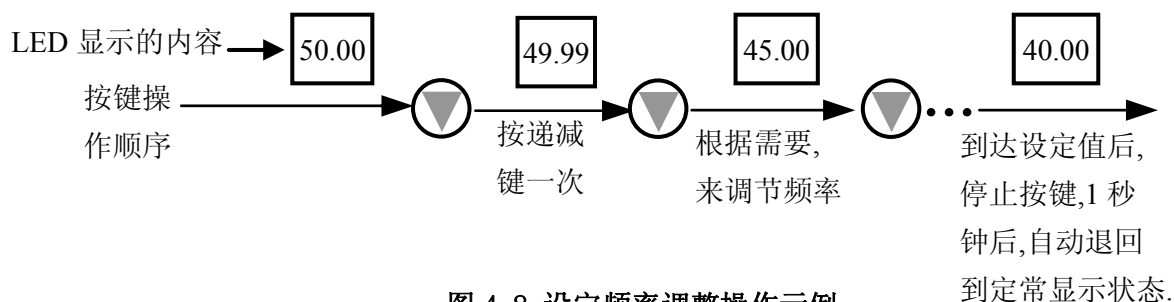 50.00
49.99
45.00
40.00
LED 显示的内容
按键操
作顺序
按递减
键一次
根据需要,
来调节频率
到达设定值后,
停止按键,1 秒
钟后,自动退回
到定常显示状态.
图 4-8 设定频率调整操作示例